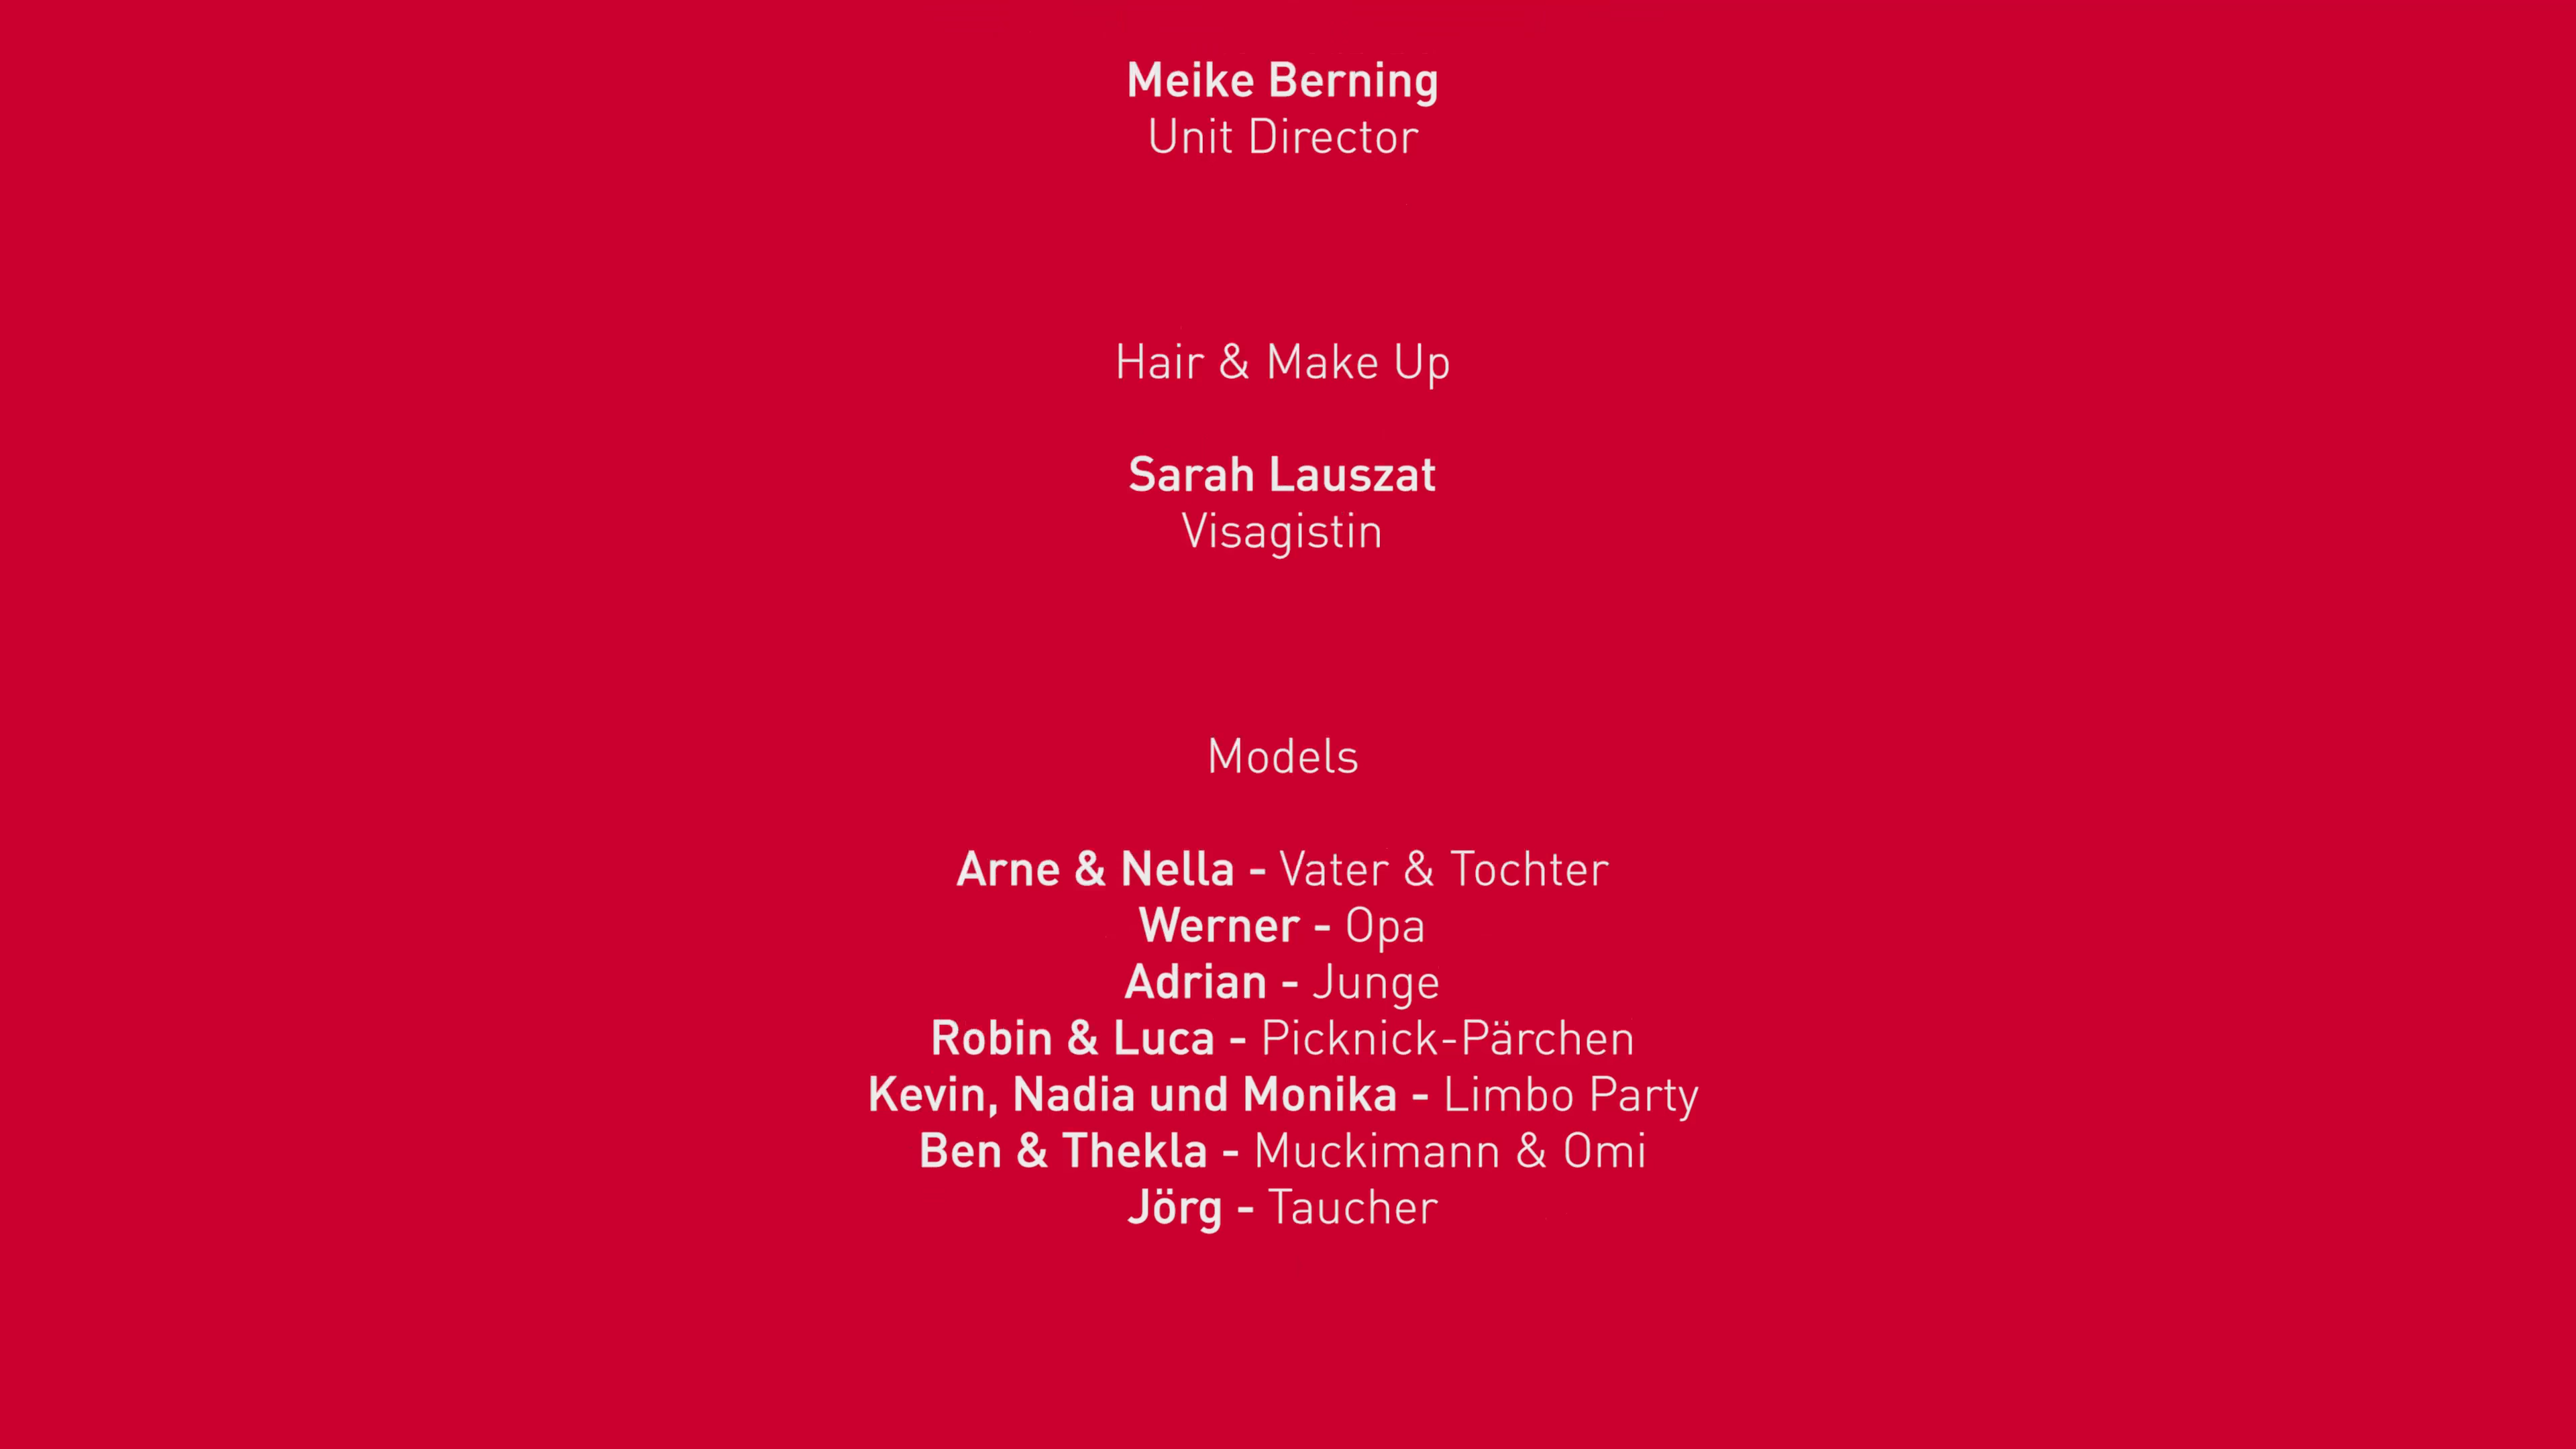 Meike Berning
Unit Director
Hair & Make Up
Sarah Lauszat
Visagistin
Models
Arne & Nella - Vater & Tochter
Werner - Opa
Adrian - Junge
Robin & Luca - Picknick-Pärchen
Kevin, Nadia und Monika - Limbo Party
Ben & Thekla - Muckimann & Omi
Jörg - Taucher